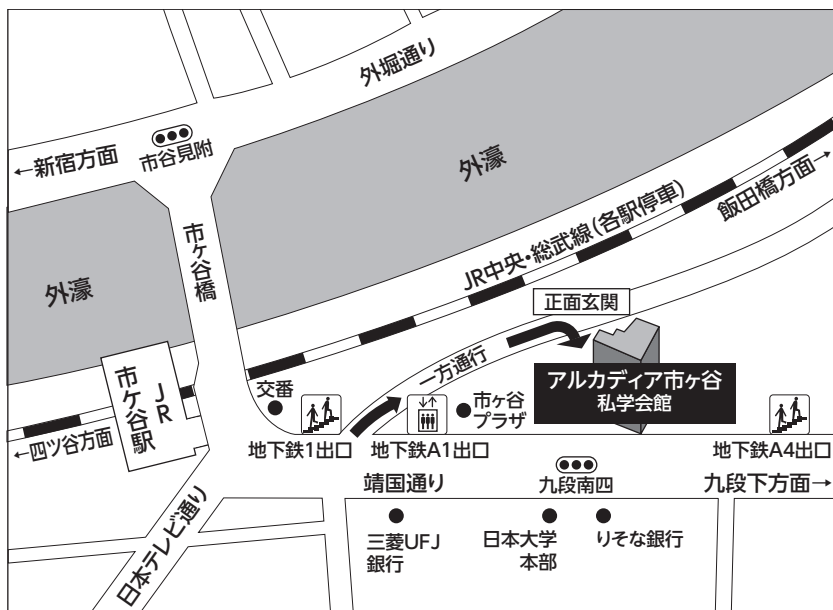 外堀通り
←新宿方面
市谷見附
外濠
飯田橋方面→
市ヶ谷橋
JR中央・総武線(各駅停車)
外濠
正面玄関
一方通行
アルカディア市ヶ谷
私学会館
JR
市ヶ谷駅
交番
市ヶ谷
プラザ
←四ツ谷方面
地下鉄1出口
地下鉄A1出口
地下鉄A4出口
靖国通り
九段南四
九段下方面→
日本テレビ通り
三菱UFJ
銀行
日本大学
本部
りそな銀行